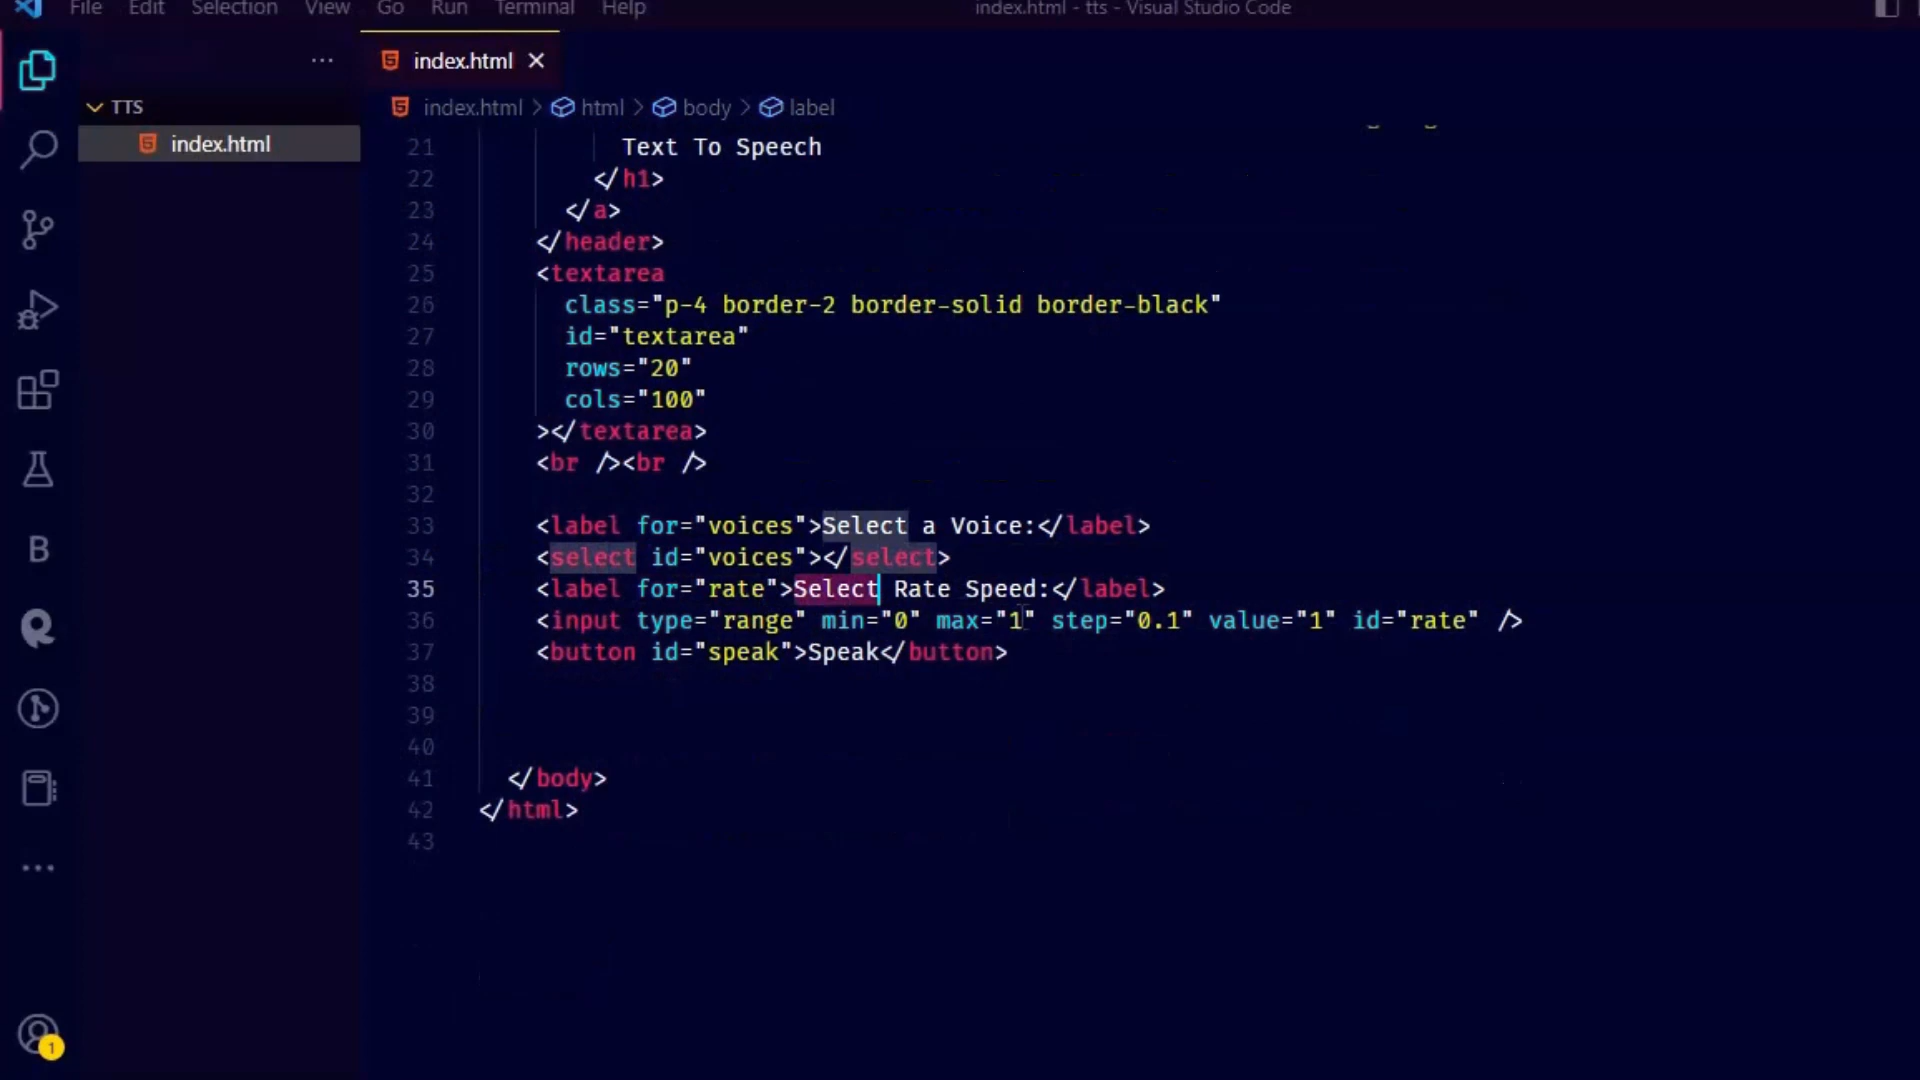 File Edit Selection View Go Run Terminal Help index.html - tts - Visual Studio Code
index.html
TTS
index.html
index.html > html > body > label
21 Text To Speech
22 </h1>
23 </a>
24 </header>
25 <textarea
26 class="p-4 border-2 border-solid border-black"
27 id="textarea"
28 rows="20"
29 cols="100"
30 ></textarea>
31 <br /><br />
32
33 <label for="voices">Select a Voice:</label>
34 <select id="voices"></select>
35 <label for="rate">Select Rate Speed:</label>
36 <input type="range" min="0" max="1" step="0.1" value="1" id="rate" />
37 <button id="speak">Speak</button>
38
39
40
41 </body>
42 </html>
43
B
1